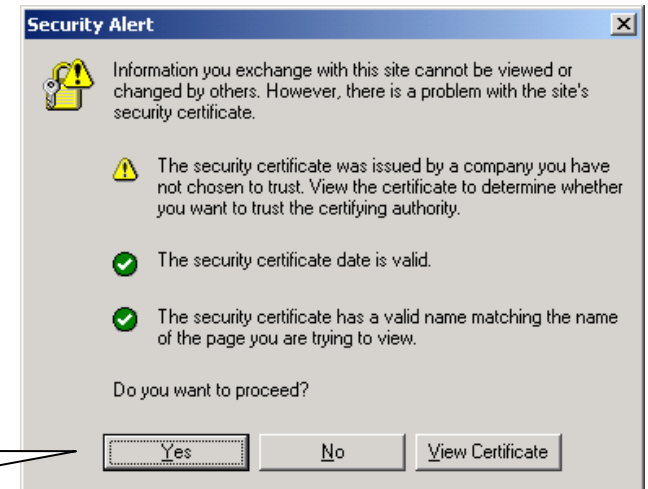 Security Alert
Information you exchange with this site cannot be viewed or
changed by others. However, there is a problem with the site's
security certificate.
The security certificate was issued by a company you have
not chosen to trust. View the certificate to determine whether
you want to trust the certifying authority.
The security certificate date is valid.
The security certificate has a valid name matching the name
of the page you are trying to view.
Do you want to proceed?
Yes No View Certificate